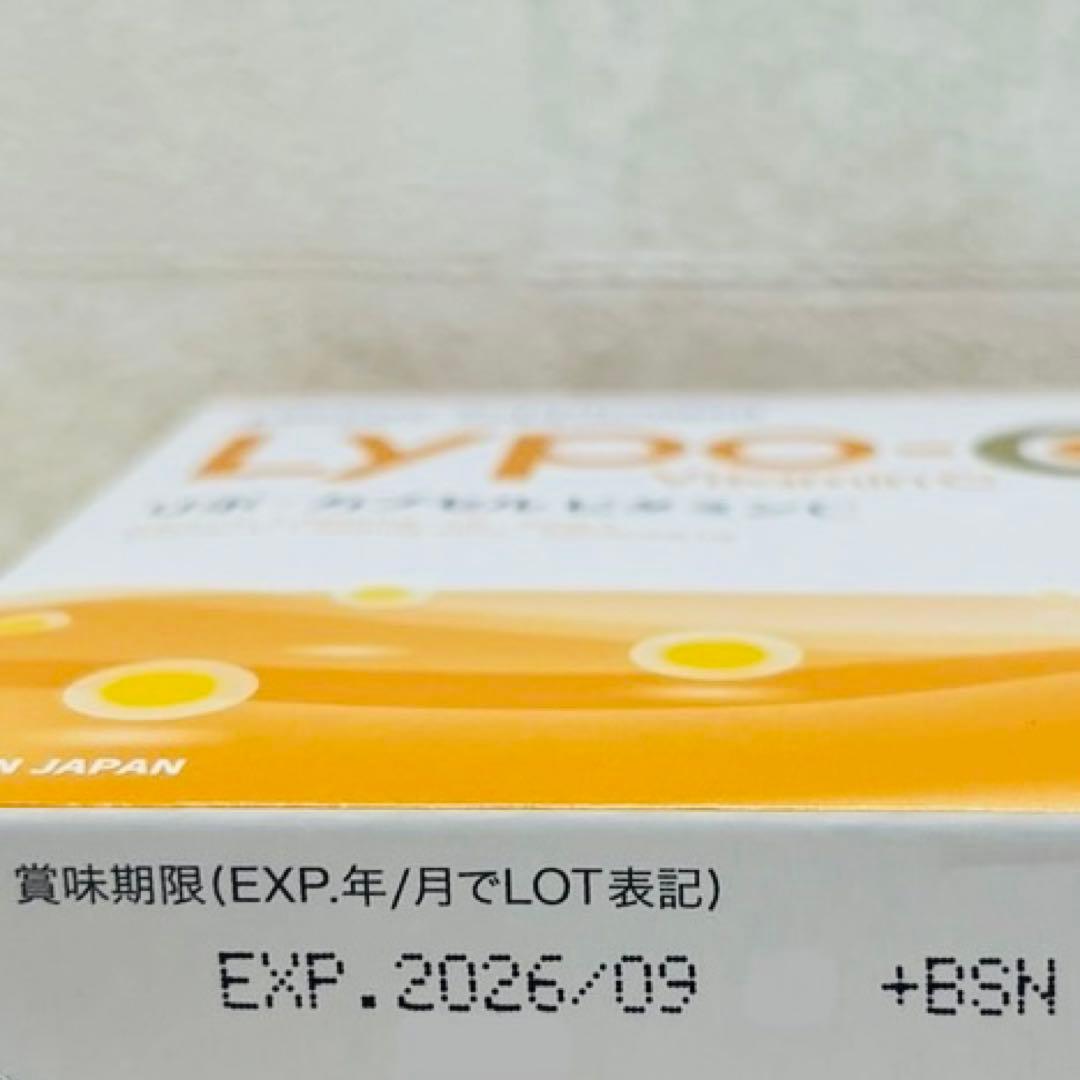 Lypo-C
Vitamin C
リポ・カプセルビタミンC
N JAPAN
賞味期限(EXP.年/月でLOT表記)
EXP.2026/09 +BSN